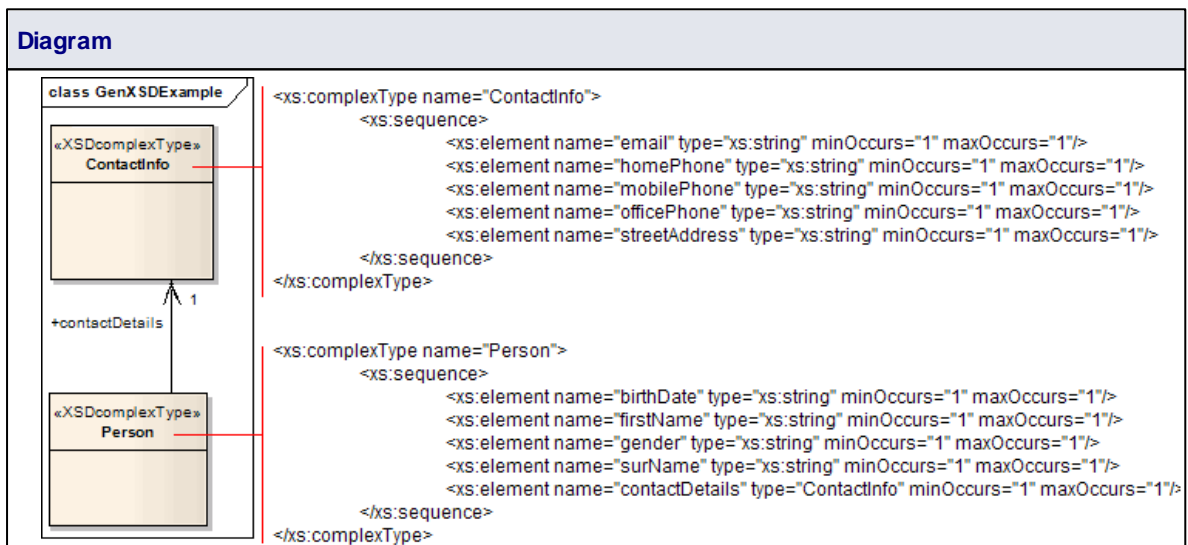 Diagram
class GenXSDExample
«XSDcomplexType»
ContactInfo
1
+contactDetails
«XSDcomplexType»
Person
<xs:complexType name="ContactInfo">
<xs:sequence>
<xs:element name="email" type="xs:string" minOccurs="1" maxOccurs="1"/>
<xs:element name="homePhone" type="xs:string" minOccurs="1" maxOccurs="1"/>
<xs:element name="mobilePhone" type="xs:string" minOccurs="1" maxOccurs="1"/>
<xs:element name="officePhone" type="xs:string" minOccurs="1" maxOccurs="1"/>
<xs:element name="streetAddress" type="xs:string" minOccurs="1" maxOccurs="1"/>
</xs:sequence>
</xs:complexType>
<xs:complexType name="Person">
<xs:sequence>
<xs:element name="birthDate" type="xs:string" minOccurs="1" maxOccurs="1"/>
<xs:element name="firstName" type="xs:string" minOccurs="1" maxOccurs="1"/>
<xs:element name="gender" type="xs:string" minOccurs="1" maxOccurs="1"/>
<xs:element name="surName" type="xs:string" minOccurs="1" maxOccurs="1"/>
<xs:element name="contactDetails" type="ContactInfo" minOccurs="1" maxOccurs="1"/>
</xs:sequence>
</xs:complexType>